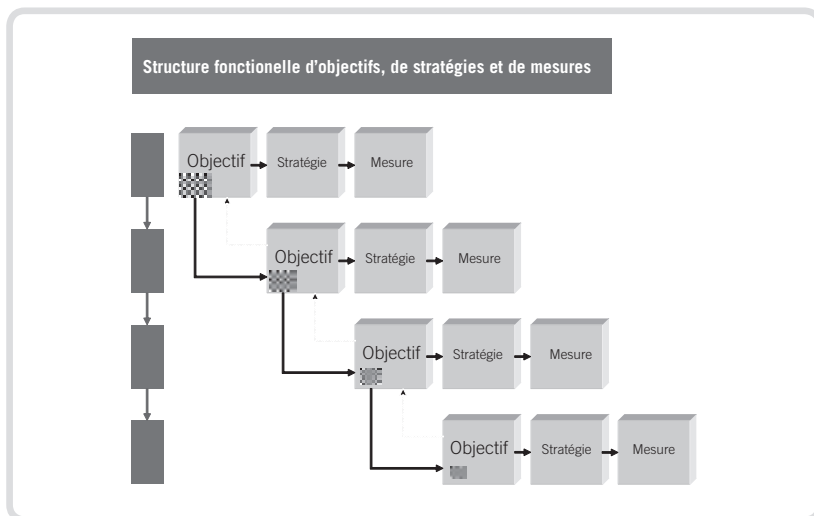 Structure fonctionelle d'objectifs, de stratégies et de mesures
Objectif
Stratégie
Mesure
Objectif
Stratégie
Mesure
Objectif
Stratégie
Mesure
Objectif
Stratégie
Mesure